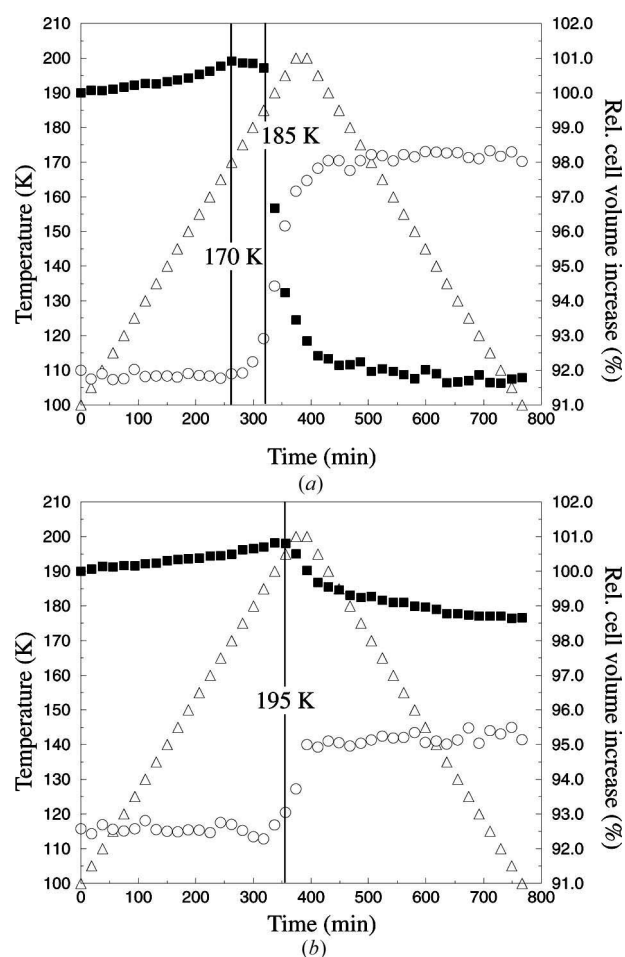 210 102.0
200 101.0
190 100.0
180 99.0
170 98.0
160 97.0
150 96.0
140 95.0
130 94.0
120 93.0
110 92.0
100 91.0
Temperature (K)
185 K
170 K
Rel. cell volume increase (%)
0 100 200 300 400 500 600 700 800
Time (min)
(a)
210 102.0
200 101.0
190 100.0
180 99.0
170 98.0
160 97.0
150 96.0
140 95.0
130 94.0
120 93.0
110 92.0
100 91.0
Temperature (K)
195 K
Rel. cell volume increase (%)
0 100 200 300 400 500 600 700 800
Time (min)
(b)